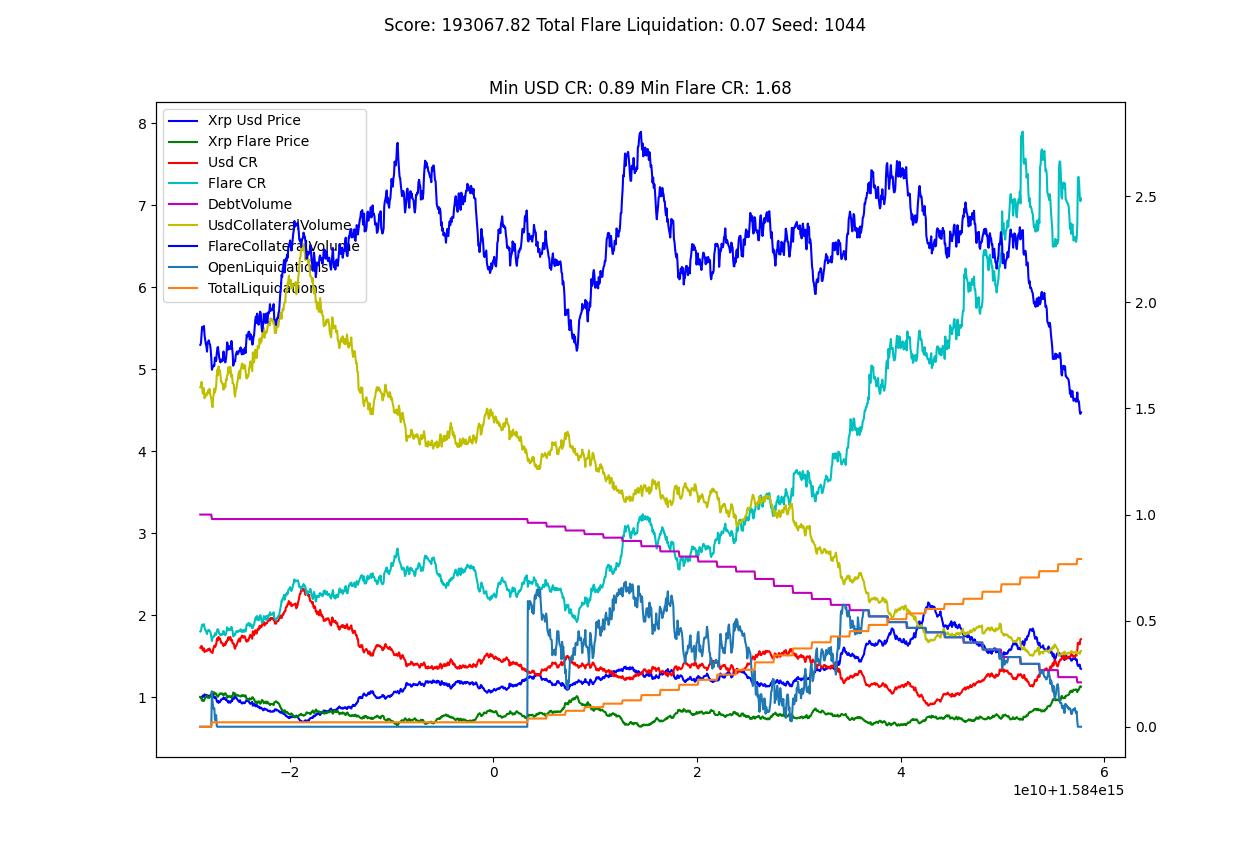 Score: 193067.82 Total Flare Liquidation: 0.07 Seed: 1044
Min USD CR: 0.89 Min Flare CR: 1.68
Xrp Usd Price
Xrp Flare Price
Usd CR
Flare CR
DebtVolume
UsdCollateralVolume
FlareCollateralVolume
OpenLiquidations
TotalLiquidations
8
7
6
5
4
3
2
1
2.5
2.0
1.5
1.0
0.5
0.0
−2 0 2 4 6
1e10+1.584e15